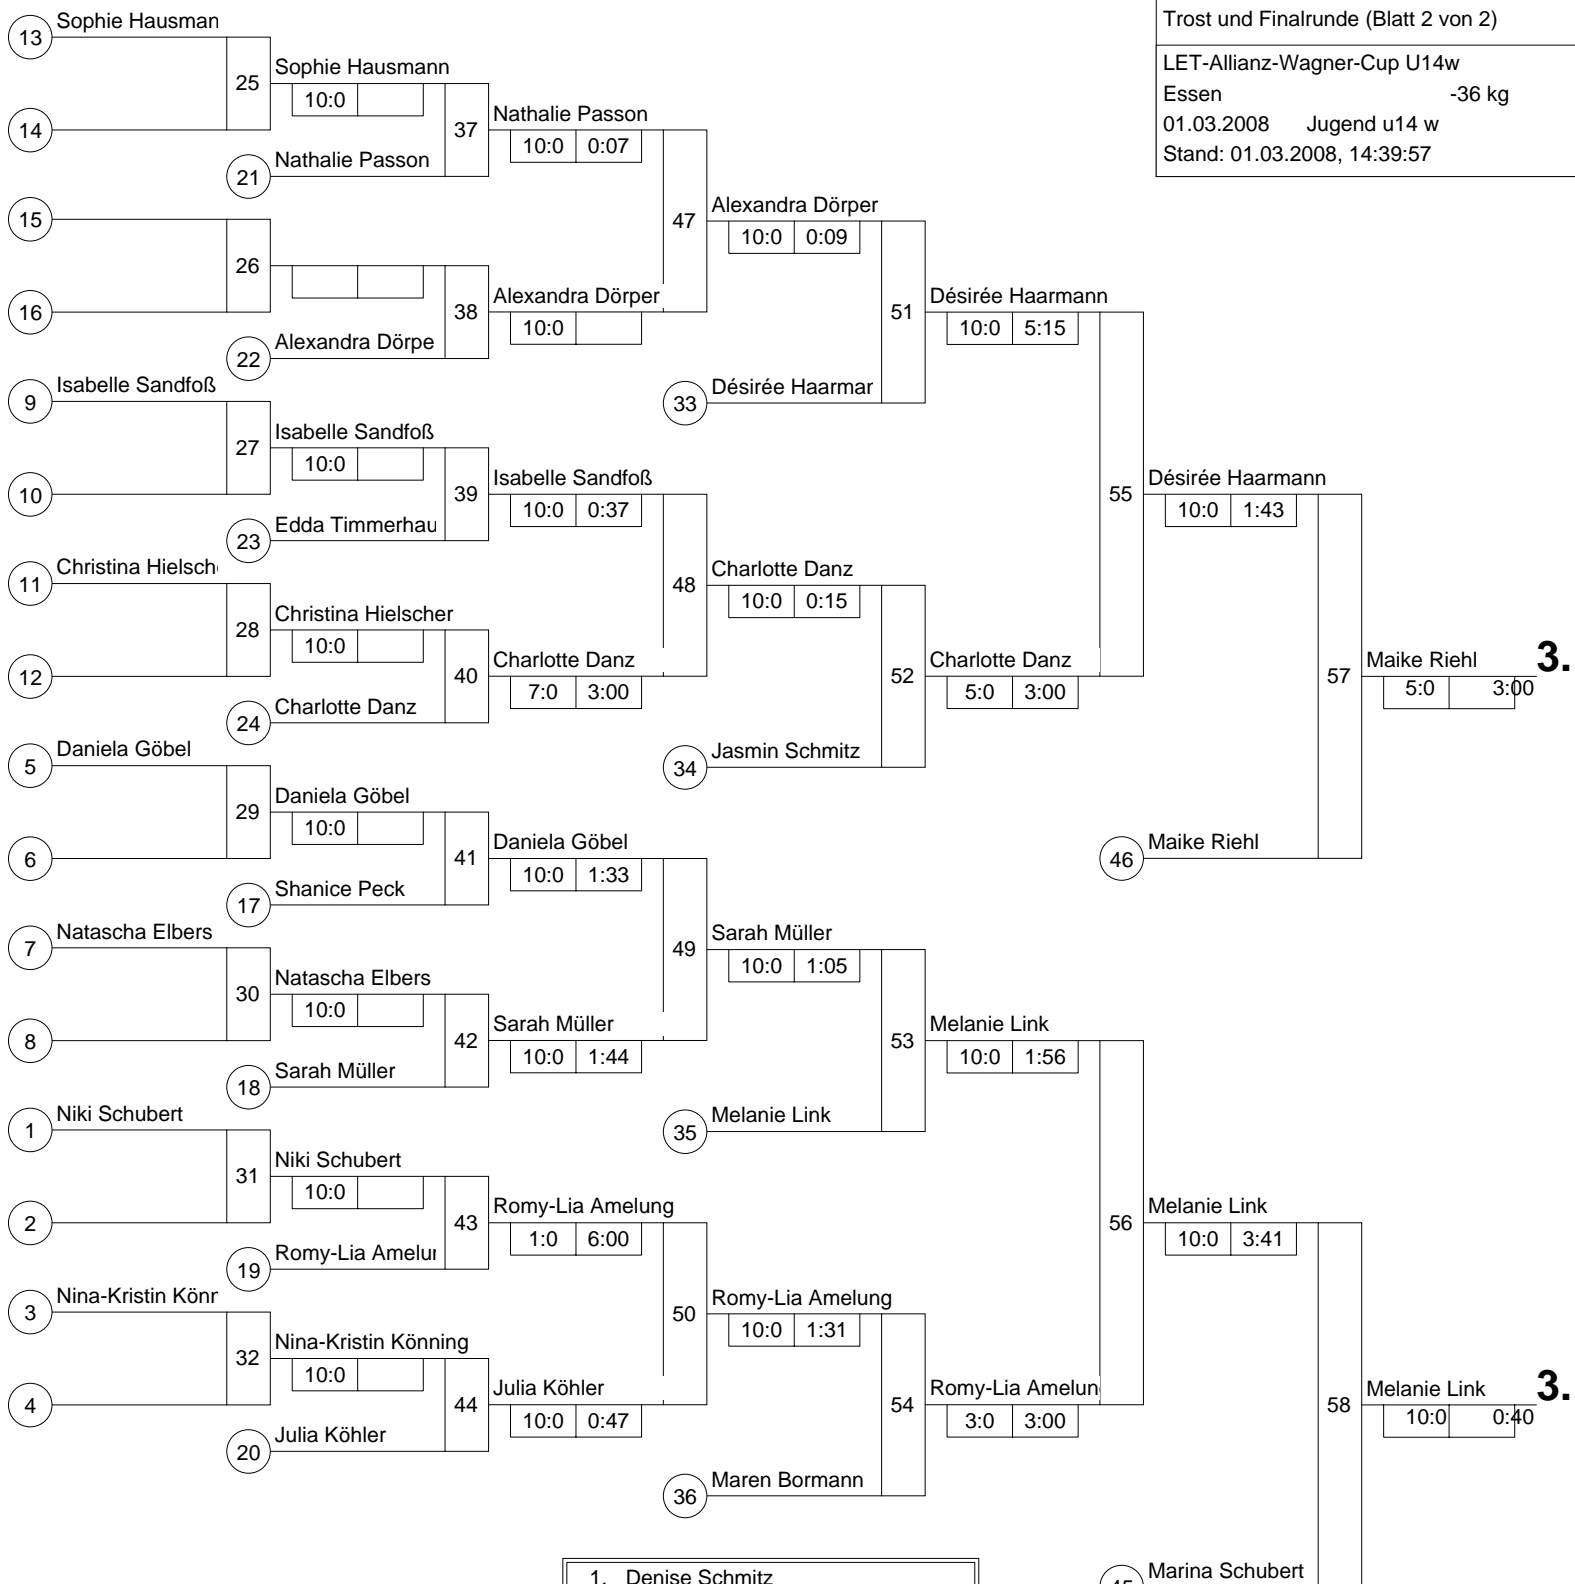 Trost und Finalrunde (Blatt 2 von 2)
LET-Allianz-Wagner-Cup U14w
Essen -36 kg
01.03.2008 Jugend u14 w
Stand: 01.03.2008, 14:39:57
13 Sophie Hausman
14
25 Sophie Hausmann
10:0
21 Nathalie Passon
37 Nathalie Passon
10:0 0:07
15
16
26
22 Alexandra Dörpe
38 Alexandra Dörper
10:0
47 Alexandra Dörper
10:0 0:09
33 Désirée Haarmar
51 Désirée Haarmann
10:0 5:15
9 Isabelle Sandfoß
10
27 Isabelle Sandfoß
10:0
23 Edda Timmerhau
39 Isabelle Sandfoß
10:0 0:37
11 Christina Hielsch
12
28 Christina Hielscher
10:0
24 Charlotte Danz
40 Charlotte Danz
7:0 3:00
48 Charlotte Danz
10:0 0:15
34 Jasmin Schmitz
52 Charlotte Danz
5:0 3:00
55 Désirée Haarmann
10:0 1:43
46 Maike Riehl
57 Maike Riehl 3.
5:0 3:00
5 Daniela Göbel
6
29 Daniela Göbel
10:0
17 Shanice Peck
41 Daniela Göbel
10:0 1:33
7 Natascha Elbers
8
30 Natascha Elbers
10:0
18 Sarah Müller
42 Sarah Müller
10:0 1:44
49 Sarah Müller
10:0 1:05
35 Melanie Link
53 Melanie Link
10:0 1:56
1 Niki Schubert
2
31 Niki Schubert
10:0
19 Romy-Lia Amelur
43 Romy-Lia Amelung
1:0 6:00
3 Nina-Kristin Könr
4
32 Nina-Kristin Könning
10:0
20 Julia Köhler
44 Julia Köhler
10:0 0:47
50 Romy-Lia Amelung
10:0 1:31
36 Maren Bormann
54 Romy-Lia Amelun
3:0 3:00
56 Melanie Link
10:0 3:41
45 Marina Schubert
58 Melanie Link 3.
10:0 0:40
1. Denise Schmitz